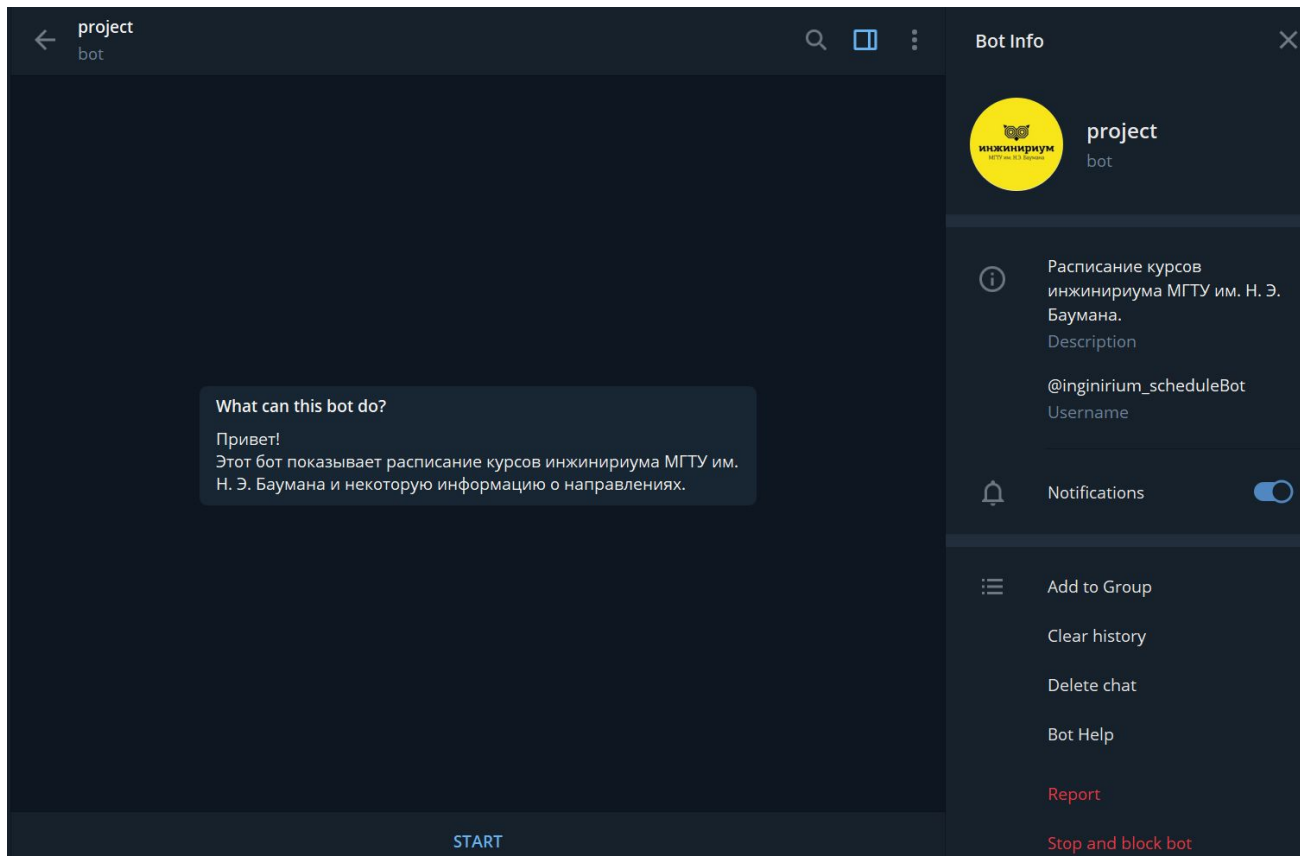 project
bot
What can this bot do?
Привет!
Этот бот показывает расписание курсов инжинириума МГТУ им.
Н. Э. Баумана и некоторую информацию о направлениях.
START
Bot Info
инжинириум
МГТУ им. Н.Э. Баумана
project
bot
Расписание курсов
инжинириума МГТУ им. Н. Э.
Баумана.
Description
@inginirium_scheduleBot
Username
Notifications
Add to Group
Clear history
Delete chat
Bot Help
Report
Stop and block bot